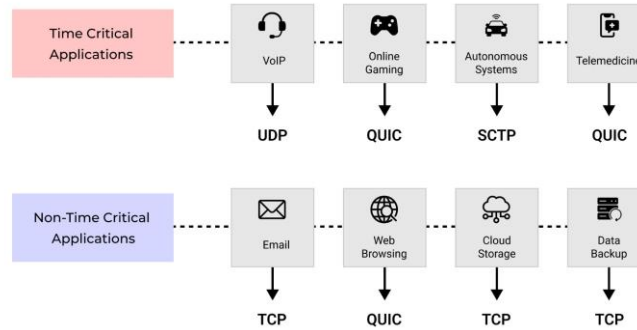 Time Critical
Applications
VoIP
Online
Gaming
Autonomous
Systems
Telemedicine
UDP
QUIC
SCTP
QUIC
Non-Time Critical
Applications
Email
Web
Browsing
Cloud
Storage
Data
Backup
TCP
QUIC
TCP
TCP